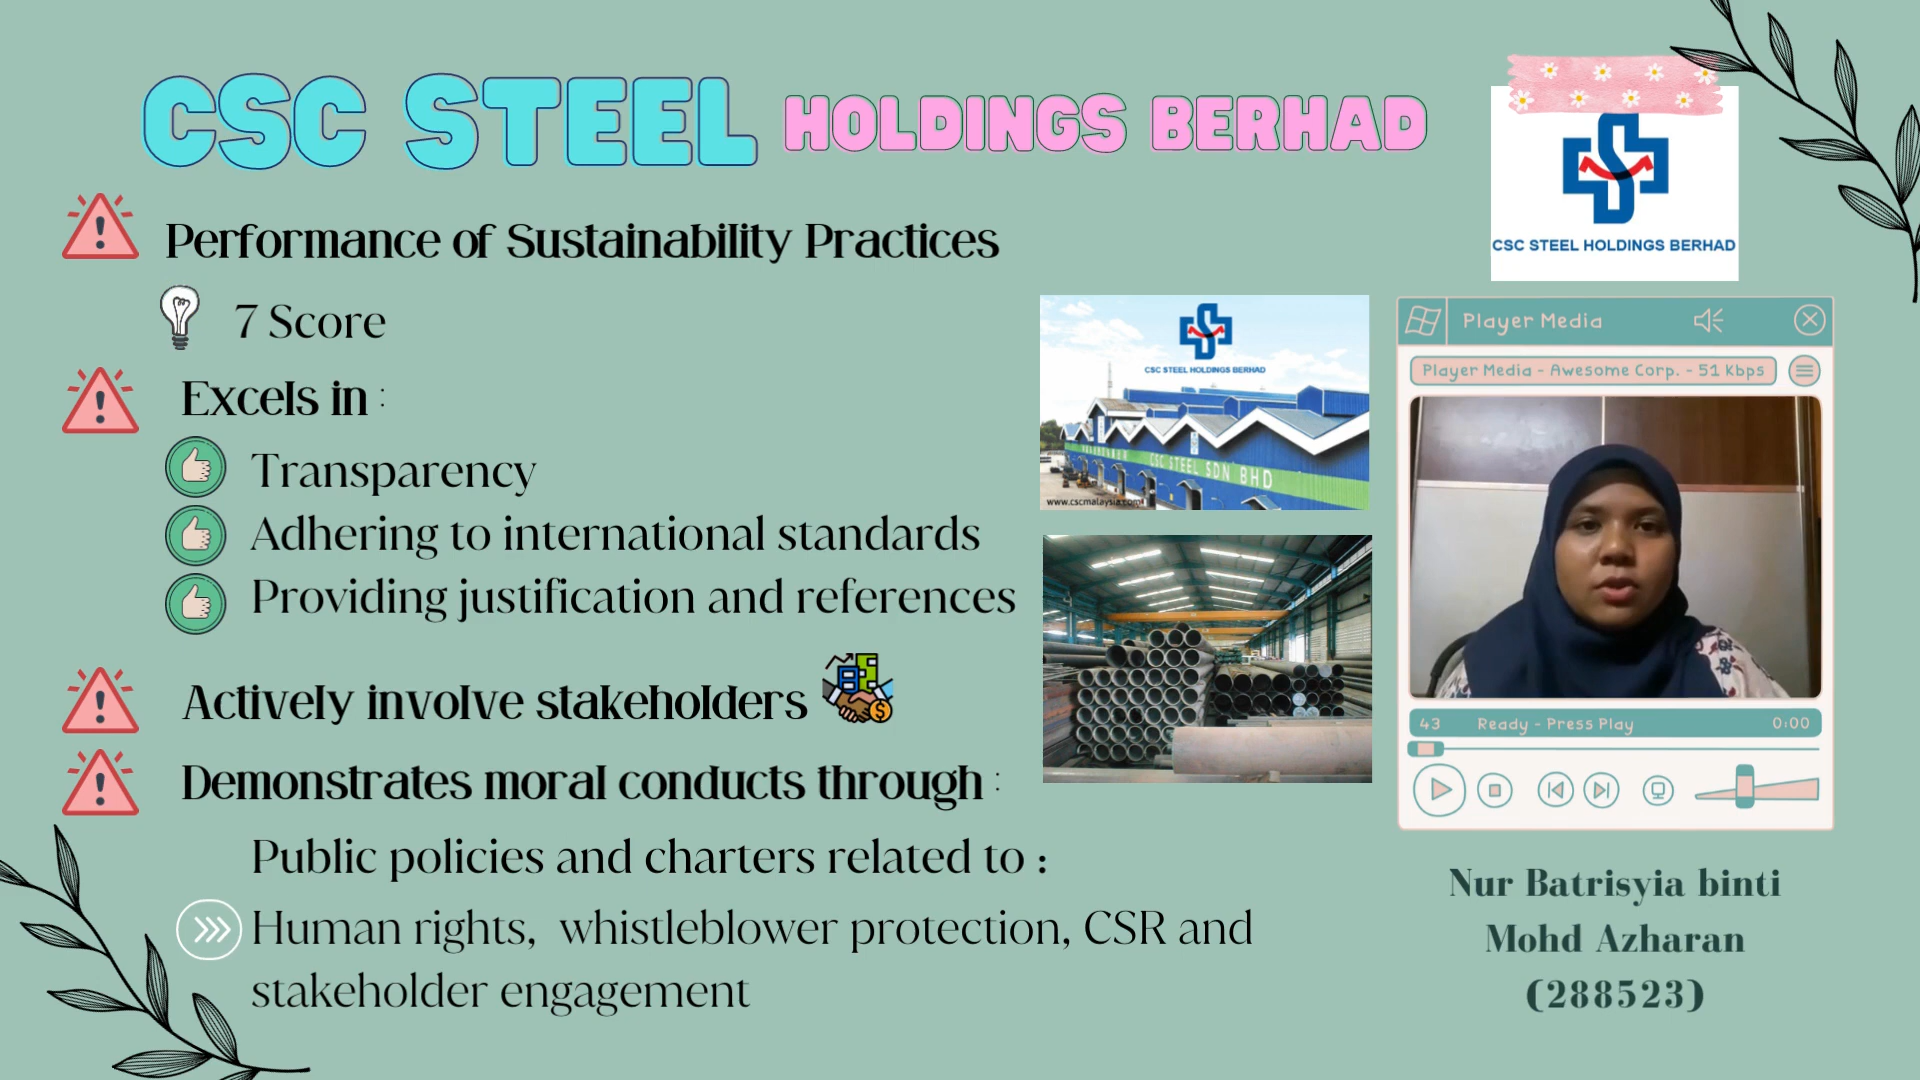 CSC STEEL HOLDINGS BERHAD
CSC STEEL HOLDINGS BERHAD
Performance of Sustainability Practices
7 Score
Excels in :
Transparency
Adhering to international standards
Providing justification and references
Actively involve stakeholders
Demonstrates moral conducts through :
Public policies and charters related to :
Human rights, whistleblower protection, CSR and
stakeholder engagement
CSC STEEL HOLDINGS BERHAD
CSC STEEL SDN BHD
www.cscmalaysia.com
Player Media
Player Media - Awesome Corp. - 51 Kbps
43 Ready - Press Play 0:00
Nur Batrisyia binti
Mohd Azharan
(288523)